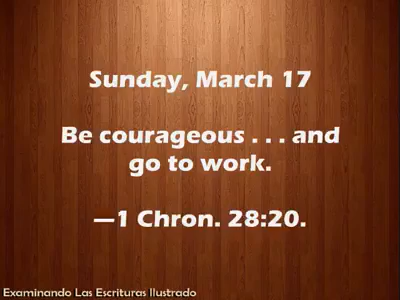 Sunday, March 17
Be courageous . . . and
go to work.
—1 Chron. 28:20.
Examinando Las Escrituras Ilustrado